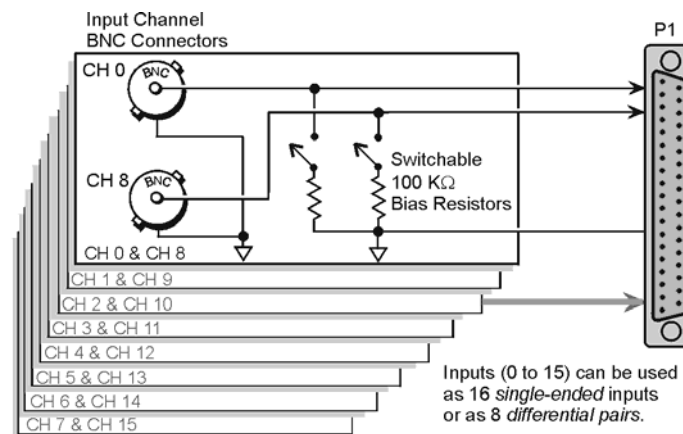 Input Channel
BNC Connectors
P1
CH 0
BNC
CH 8
BNC
Switchable
100 KΩ
Bias Resistors
CH 0 & CH 8
CH 1 & CH 9
CH 2 & CH 10
CH 3 & CH 11
CH 4 & CH 12
CH 5 & CH 13
CH 6 & CH 14
CH 7 & CH 15
Inputs (0 to 15) can be used
as 16 single-ended inputs
or as 8 differential pairs.